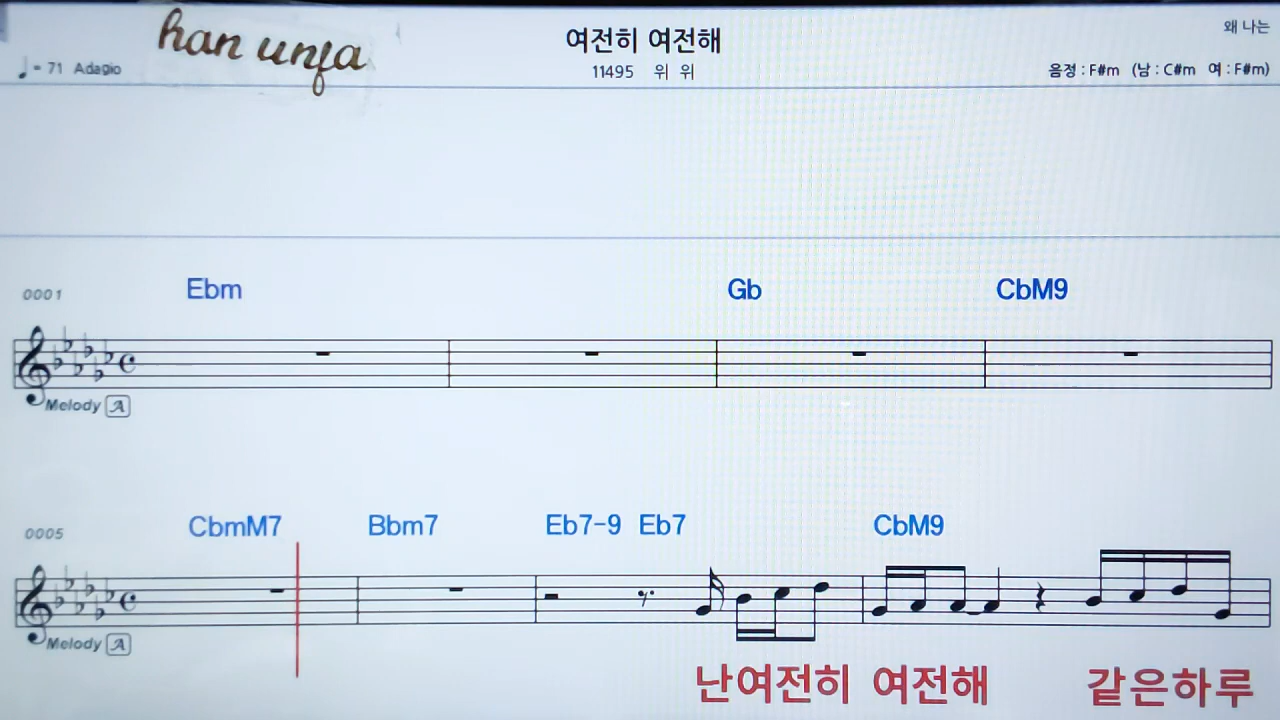 han unja
여전히 여전해
왜 나는
♩= 71 Adagio
11495 위 위
음정 : F#m (남 : C#m 여 : F#m)
0001
Ebm Gb CbM9
Melody A
0005
CbmM7 Bbm7 Eb7-9 Eb7 CbM9
Melody A
난여전히 여전해 같은하루